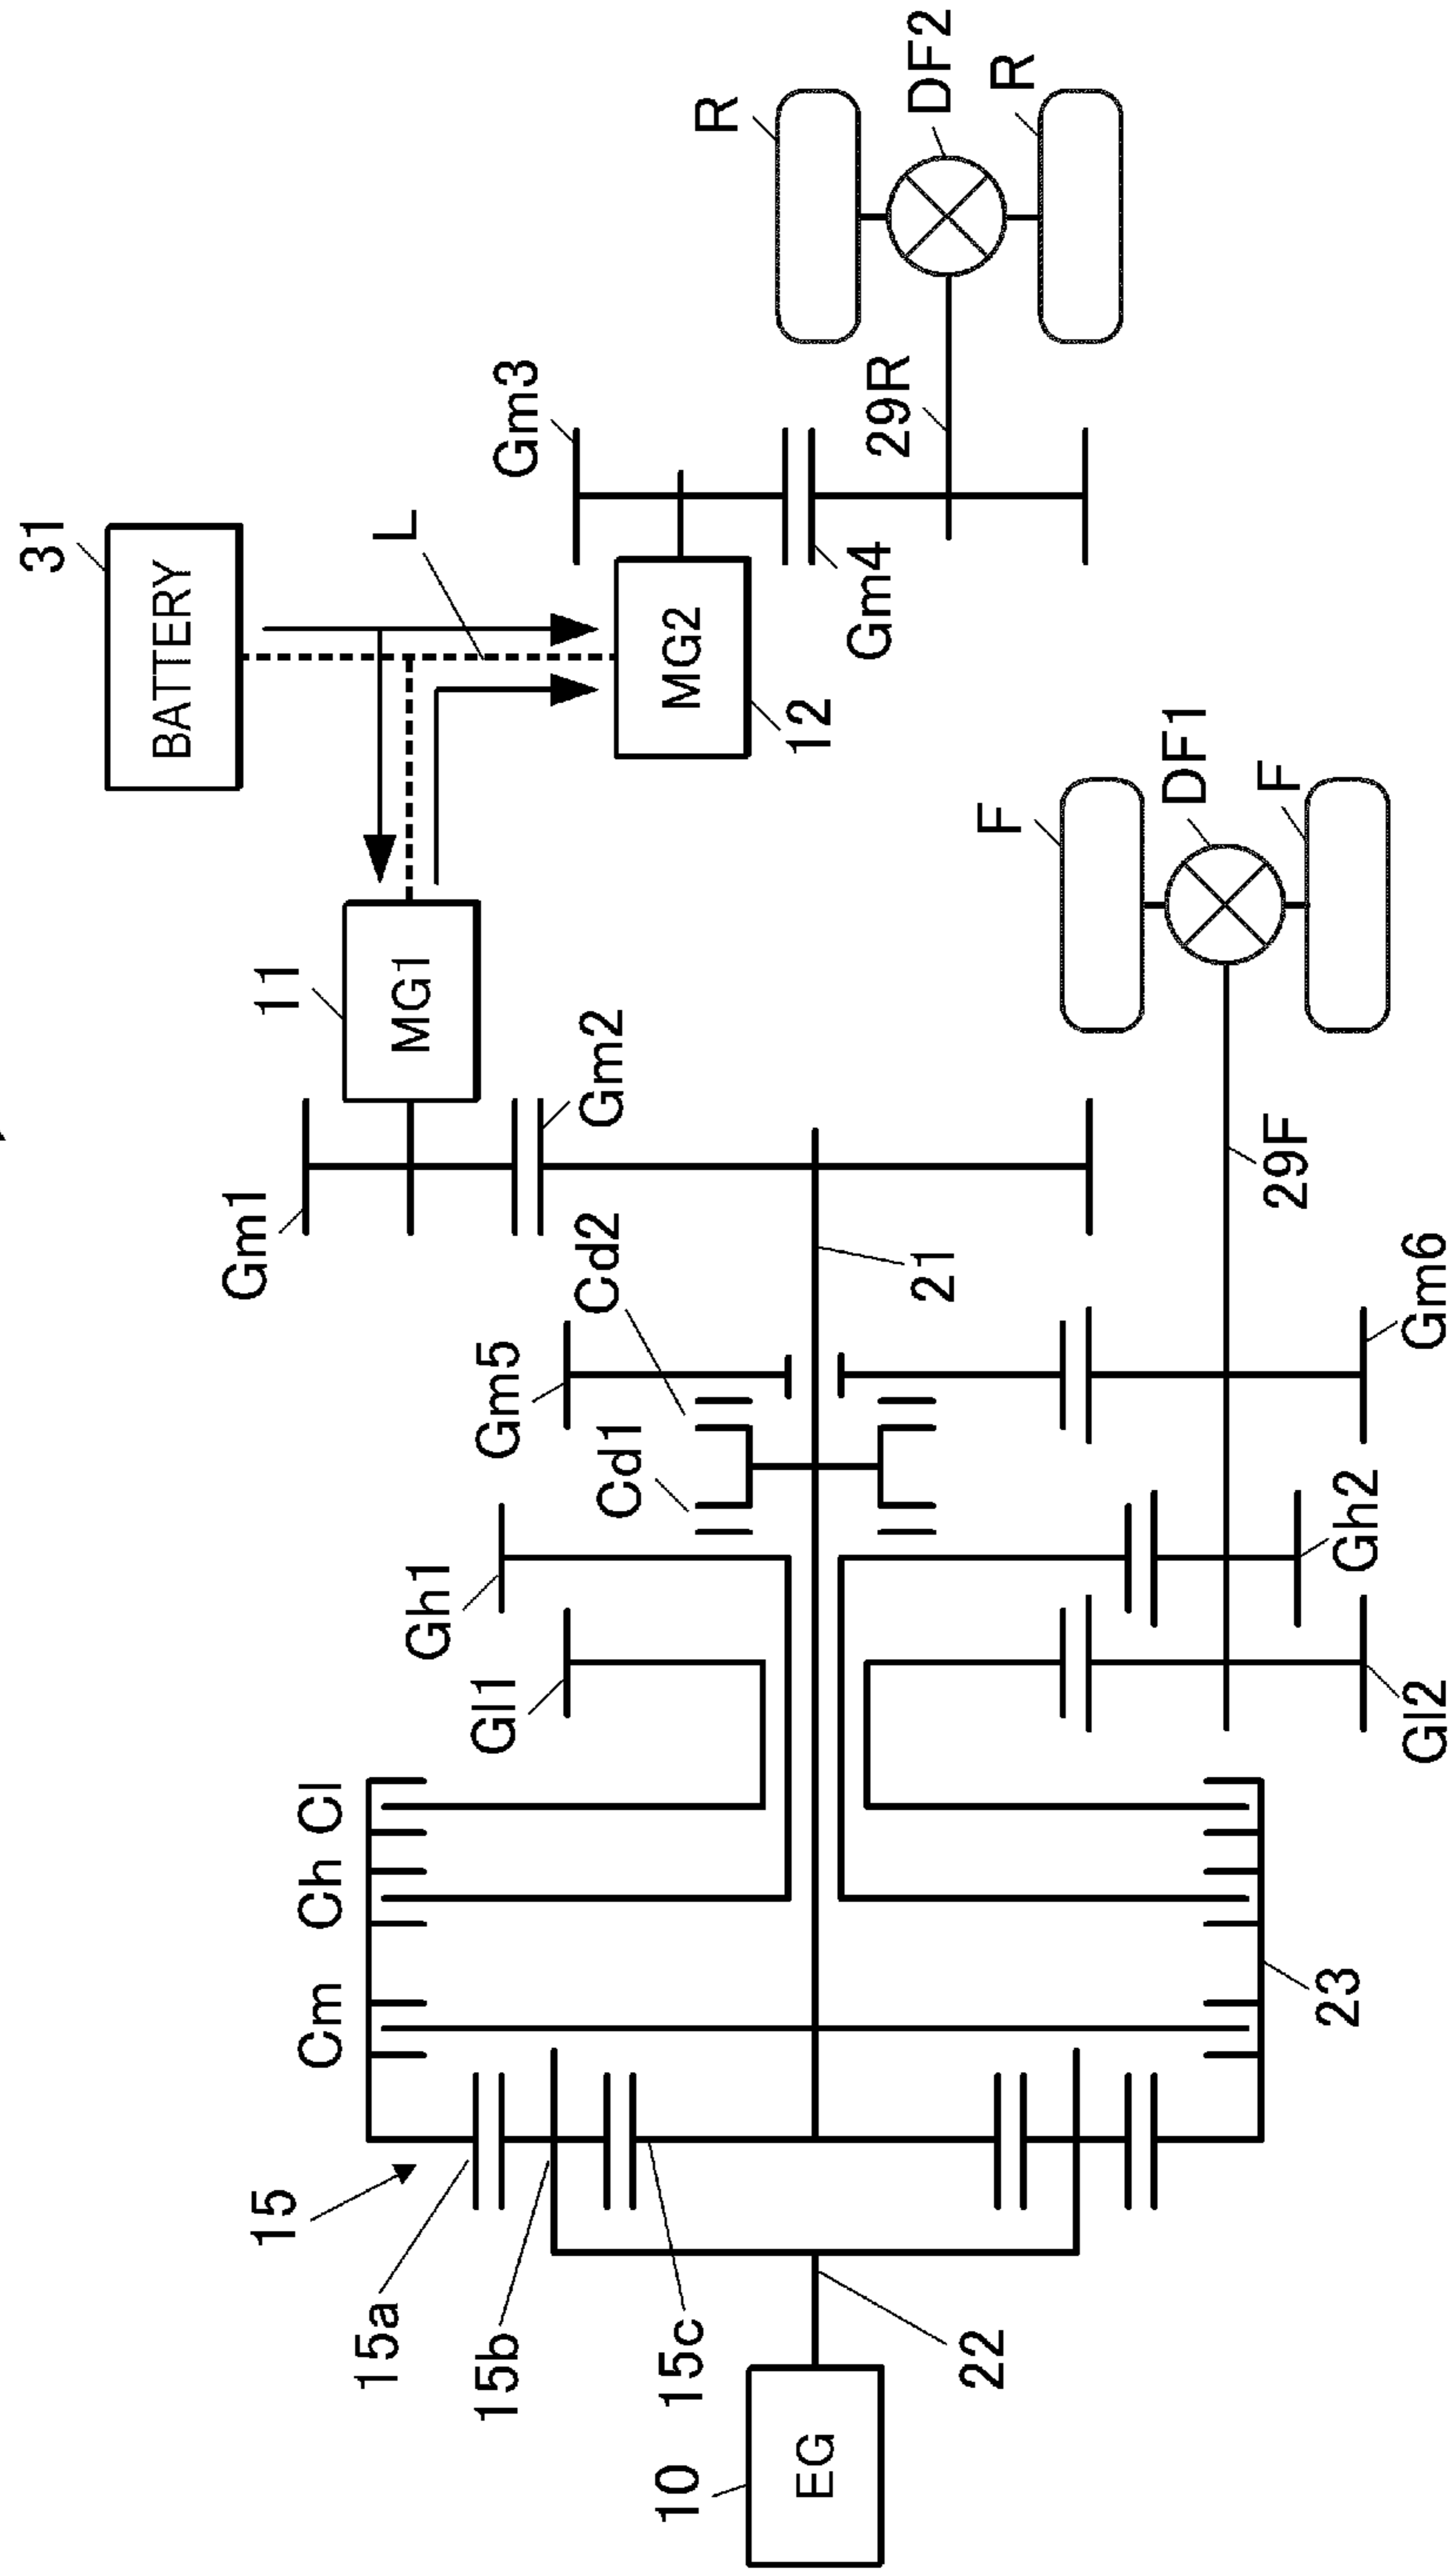 31
BATTERY
L
R
DF2
R
Gm3
29R
Gm4
MG2
12
11
MG1
Gm1
Gm2
F
DF1
F
29F
Cd2
21
Gm5
Cd1
Gm6
Gh1
Gh2
Gl1
Gl2
Cm
Ch
Cl
23
15
15a
15b
15c
22
10
EG